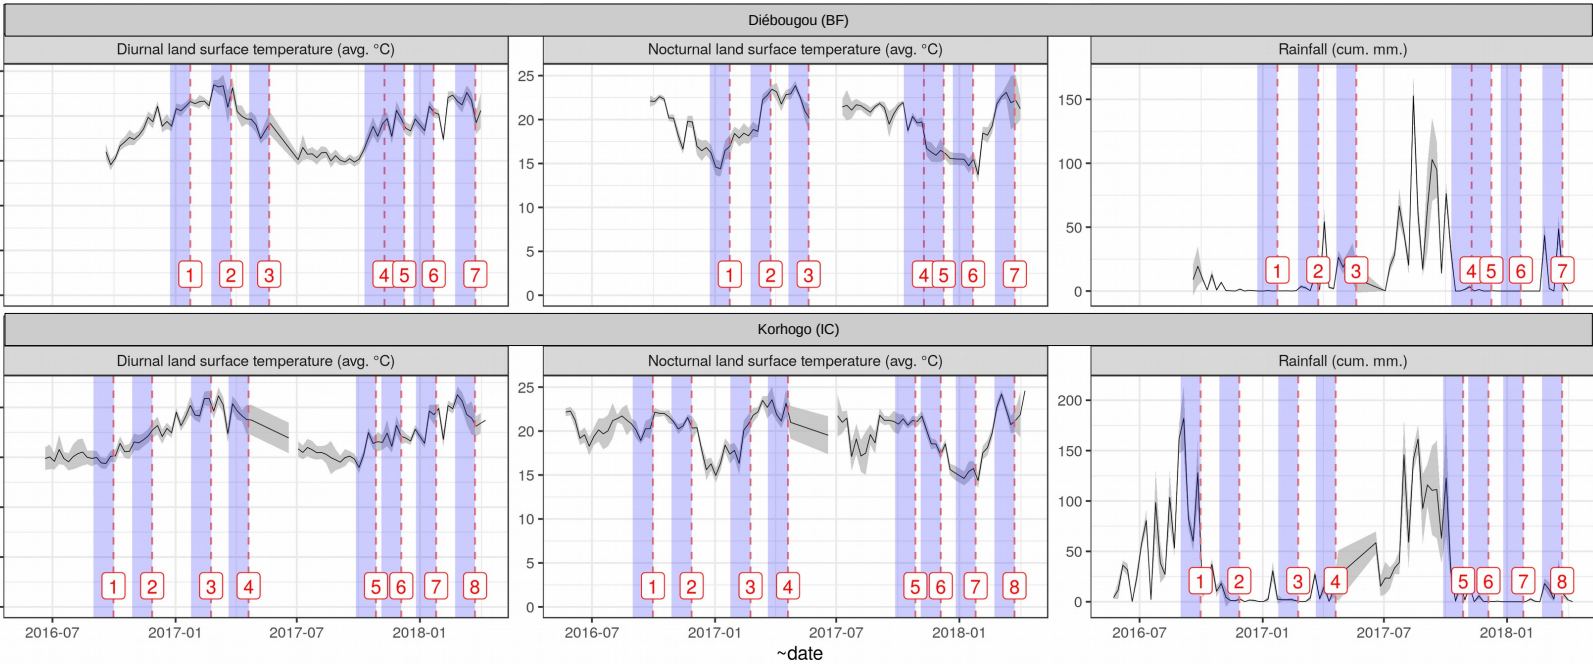 Diébougou (BF)
Diurnal land surface temperature (avg. °C) Nocturnal land surface temperature (avg. °C) Rainfall (cum. mm.)
25
20
15
10
5
0
150
100
50
0
1 2 3 4 5 6 7
1 2 3 4 5 6 7
1 2 3 4 5 6 7
Korhogo (IC)
Diurnal land surface temperature (avg. °C) Nocturnal land surface temperature (avg. °C) Rainfall (cum. mm.)
25
20
15
10
5
0
200
150
100
50
0
1 2 3 4 5 6 7 8
1 2 3 4 5 6 7 8
1 2 3 4 5 6 7 8
2016-07 2017-01 2017-07 2018-01
2016-07 2017-01 2017-07 2018-01
2016-07 2017-01 2017-07 2018-01
~date